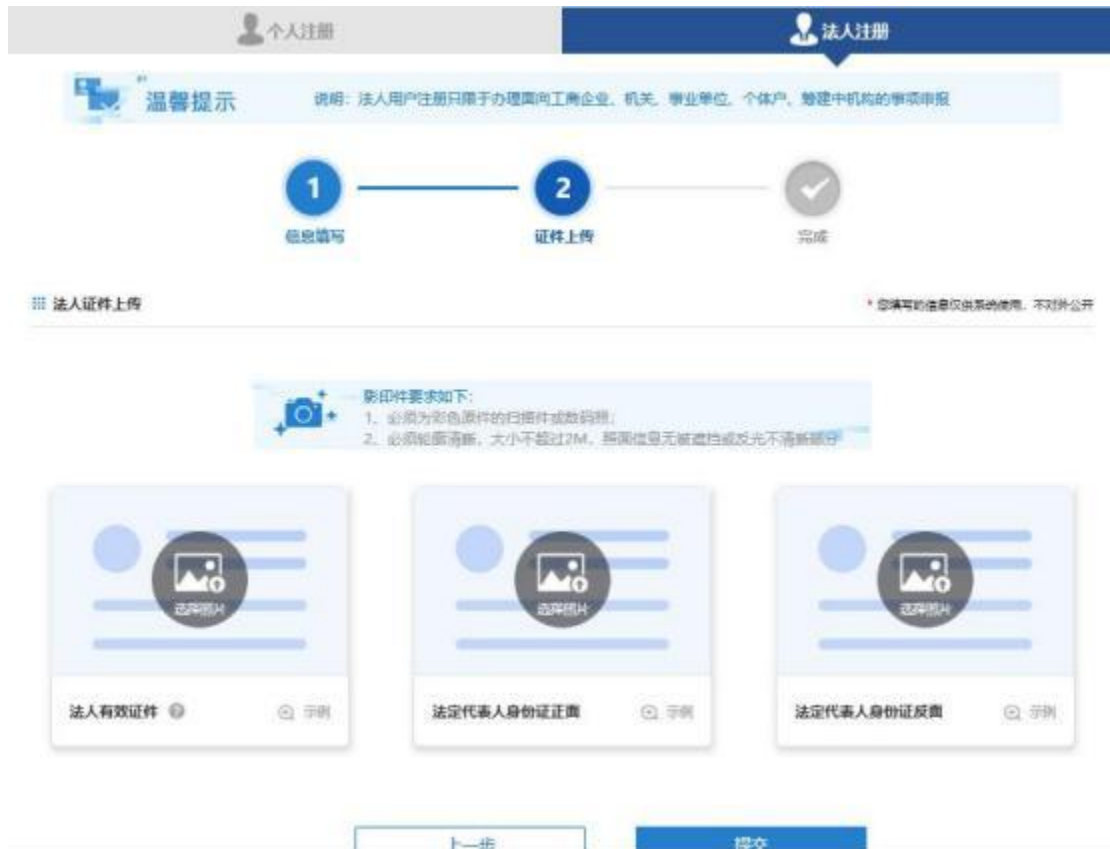 个人注册
法人注册
温馨提示
说明：法人用户注册只限于办理面向工商企业、机关、事业单位、个体户、筹建中机构的事项申报
1
2
信息填写
证件上传
完成
法人证件上传
* 您填写的信息仅供系统使用，不对外公开
影印件要求如下：
1、必须为彩色原件的扫描件或数码照；
2、必须轮廓清晰，大小不超过2M，照面信息无被遮挡或反光不清晰部分
选择照片
选择照片
选择照片
法人有效证件
示例
法定代表人身份证正面
示例
法定代表人身份证反面
示例
上一步
提交